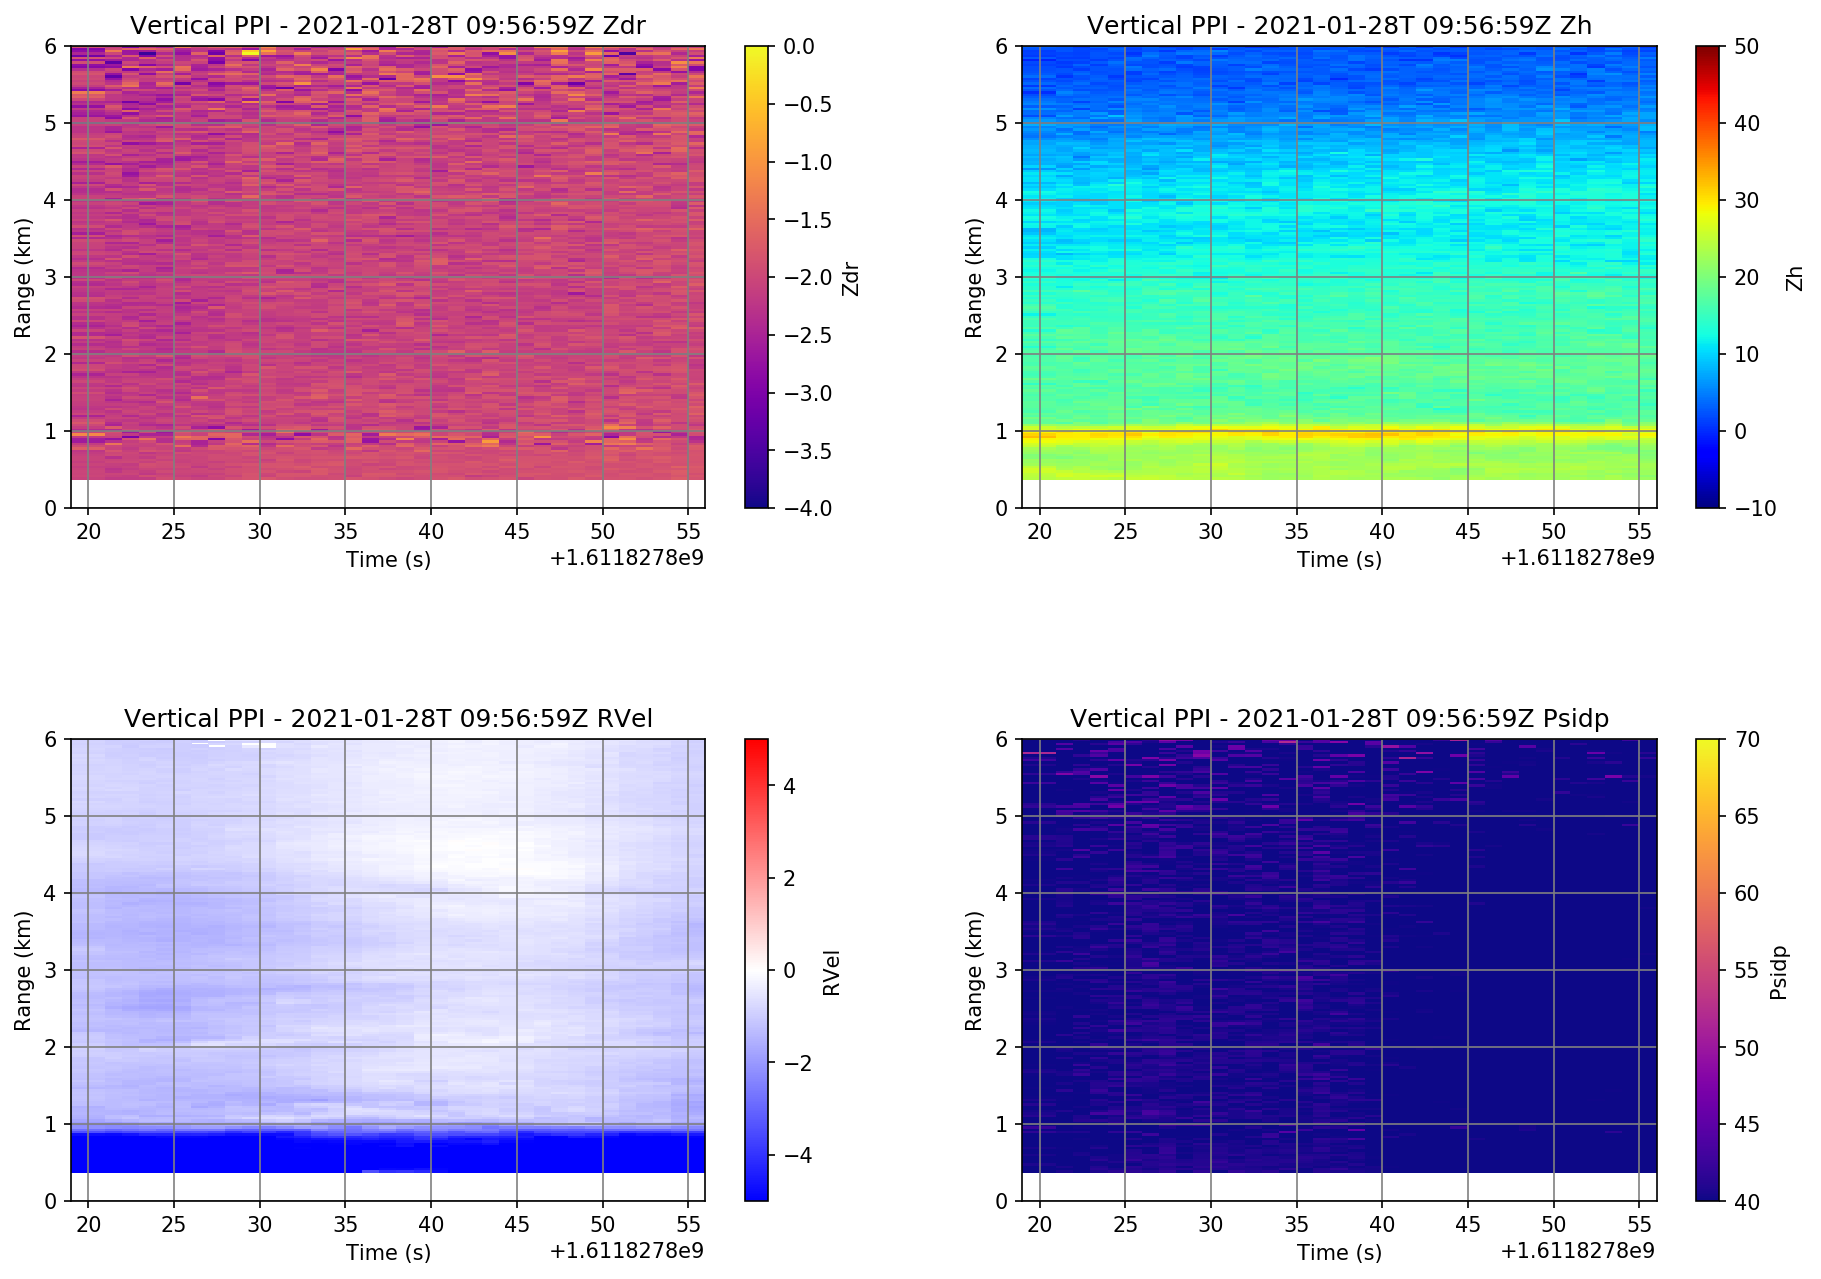 Vertical PPI - 2021-01-28T 09:56:59Z Zdr
6
5
4
3
2
1
0
Range (km)
20 25 30 35 40 45 50 55
Time (s)
+1.6118278e9
0.0
−0.5
−1.0
−1.5
−2.0
−2.5
−3.0
−3.5
−4.0
Zdr
Vertical PPI - 2021-01-28T 09:56:59Z Zh
6
5
4
3
2
1
0
Range (km)
20 25 30 35 40 45 50 55
Time (s)
+1.6118278e9
50
40
30
20
10
0
−10
Zh
Vertical PPI - 2021-01-28T 09:56:59Z RVel
6
5
4
3
2
1
0
Range (km)
20 25 30 35 40 45 50 55
Time (s)
+1.6118278e9
4
2
0
−2
−4
RVel
Vertical PPI - 2021-01-28T 09:56:59Z Psidp
6
5
4
3
2
1
0
Range (km)
20 25 30 35 40 45 50 55
Time (s)
+1.6118278e9
70
65
60
55
50
45
40
Psidp